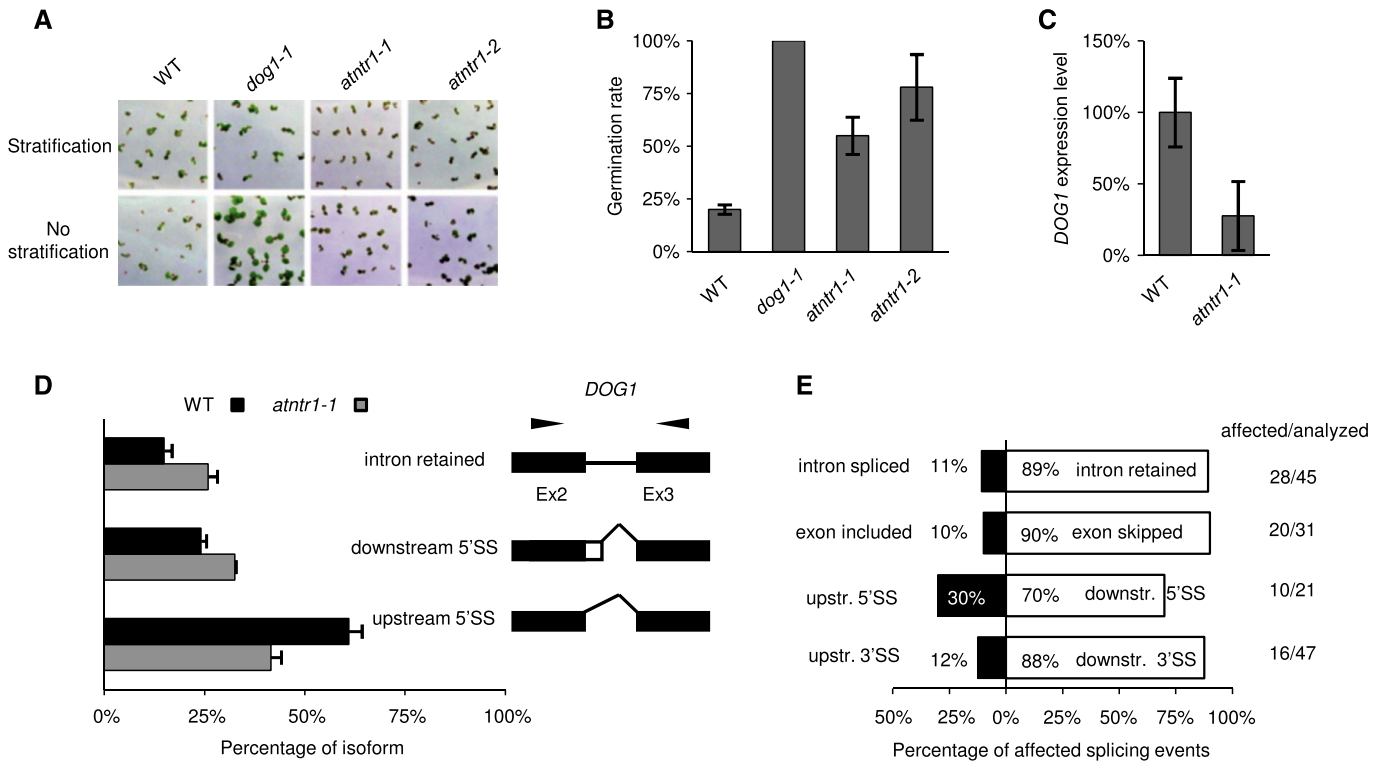 A
WT
dog1-1
atntr1-1
atntr1-2
Stratification
No
stratification
B
Germination rate
100%
75%
50%
25%
0%
WT
dog1-1
atntr1-1
atntr1-2
C
DOG1 expression level
150%
100%
50%
0%
WT
atntr1-1
D
WT
atntr1-1
DOG1
intron retained
Ex2 Ex3
downstream 5'SS
upstream 5'SS
0% 25% 50% 75% 100%
Percentage of isoform
E
affected/analyzed
intron spliced 11% 89% intron retained 28/45
exon included 10% 90% exon skipped 20/31
upstr. 5'SS 30% 70% downstr. 5'SS 10/21
upstr. 3'SS 12% 88% downstr. 3'SS 16/47
50% 25% 0% 25% 50% 75% 100%
Percentage of affected splicing events